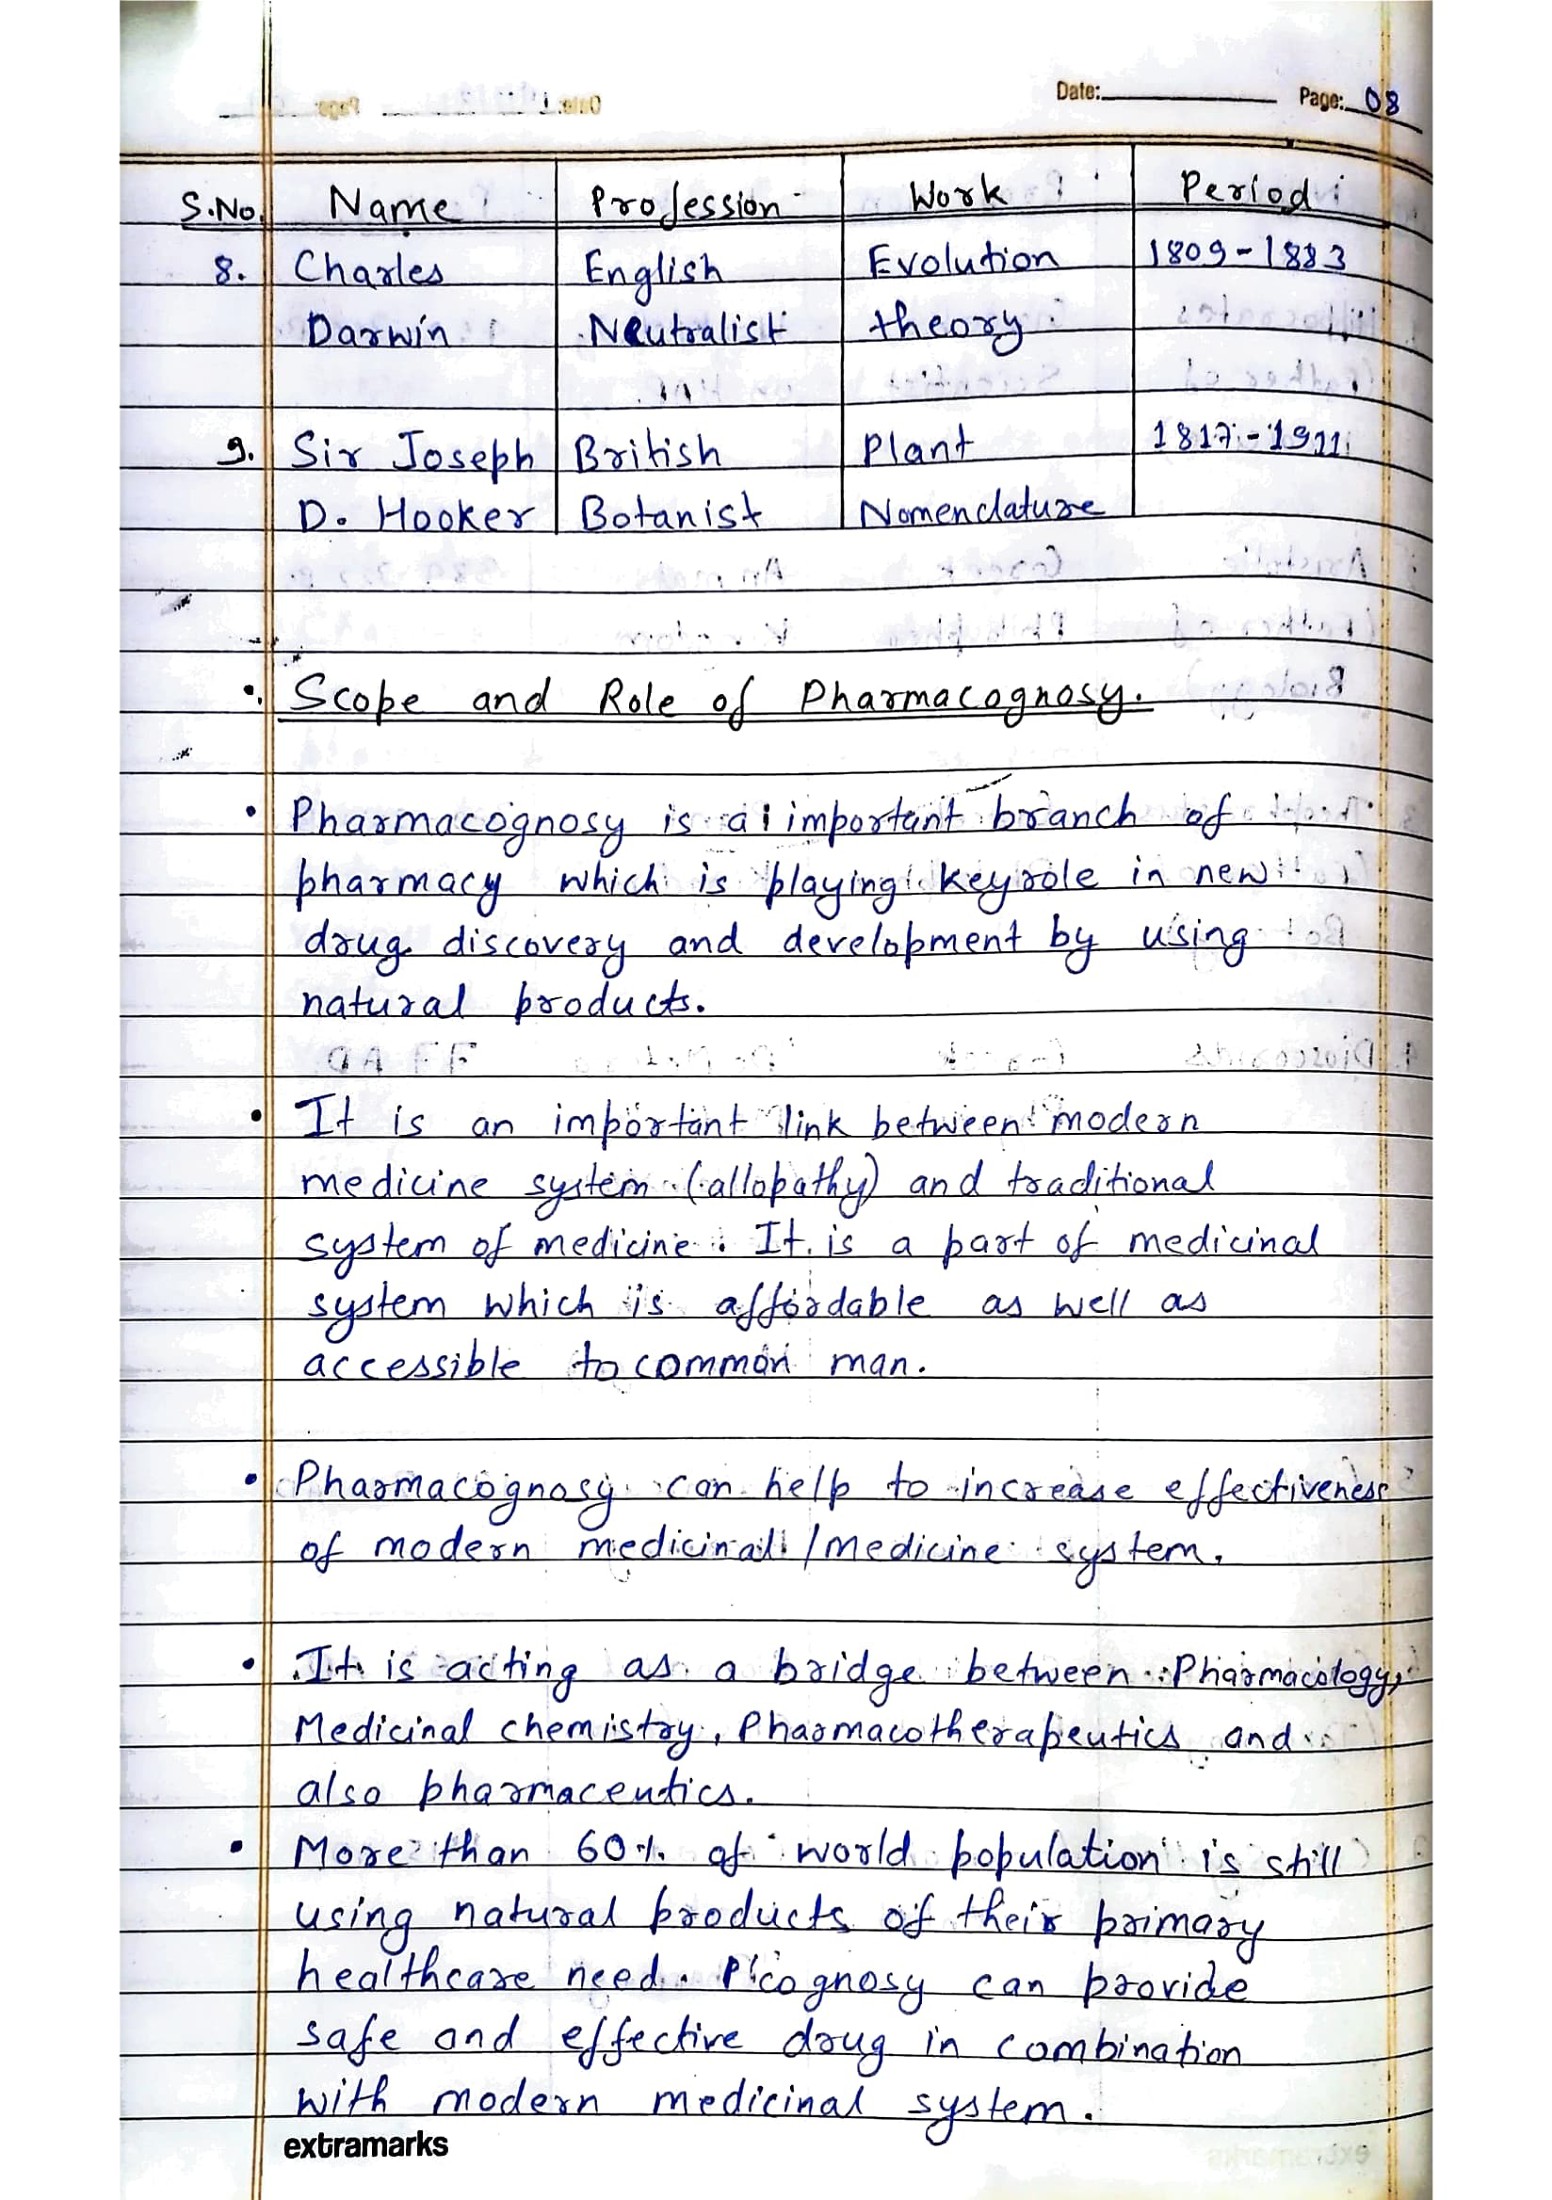 Date: Page: 08
S.No. Name Profession Work Period
8. Charles English Evolution 1809-1883
Darwin Neutralist theory
9. Sir Joseph British Plant 1817-1911
D. Hooker Botanist Nomenclature
Scope and Role of Pharmacognosy.
• Pharmacognosy is a important branch of
pharmacy which is playing key role in new
drug discovery and development by using
natural products.
• It is an important link between modern
medicine system (allopathy) and traditional
system of medicine. It is a part of medicinal
system which is affordable as well as
accessible to common man.
• Pharmacognosy can help to increase effectiveness
of modern medicinal / medicine system.
• It is acting as a bridge between Pharmacology,
Medicinal chemistry, Pharmacotherapeutics and
also pharmaceutics.
• More than 60% of world population is still
using natural products of their primary
healthcare need. P'cognosy can provide
safe and effective drug in combination
with modern medicinal system.
extramarks